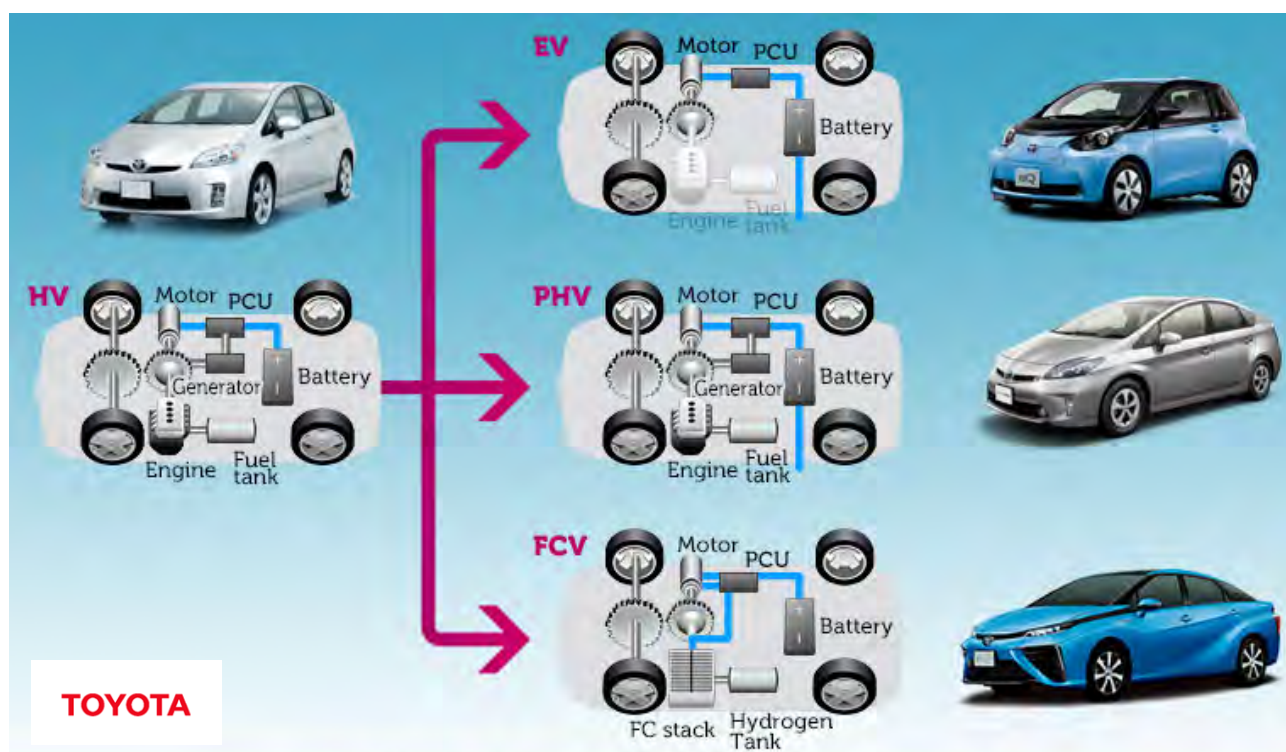 HV
Motor PCU
Generator
Battery
Engine
Fuel
tank
EV
Motor PCU
Battery
Engine
Fuel
tank
PHV
Motor PCU
Generator
Battery
Engine
Fuel
tank
FCV
Motor PCU
Battery
FC stack
Hydrogen
Tank
TOYOTA